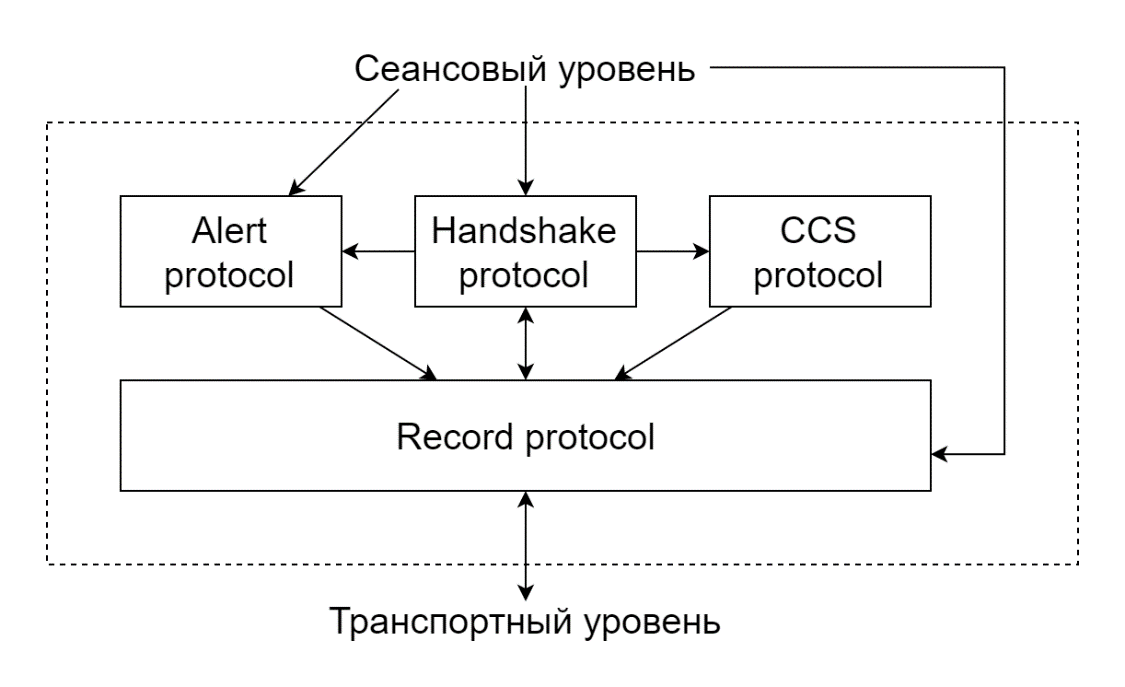 Сеансовый уровень
Alert
protocol
Handshake
protocol
CCS
protocol
Record protocol
Транспортный уровень